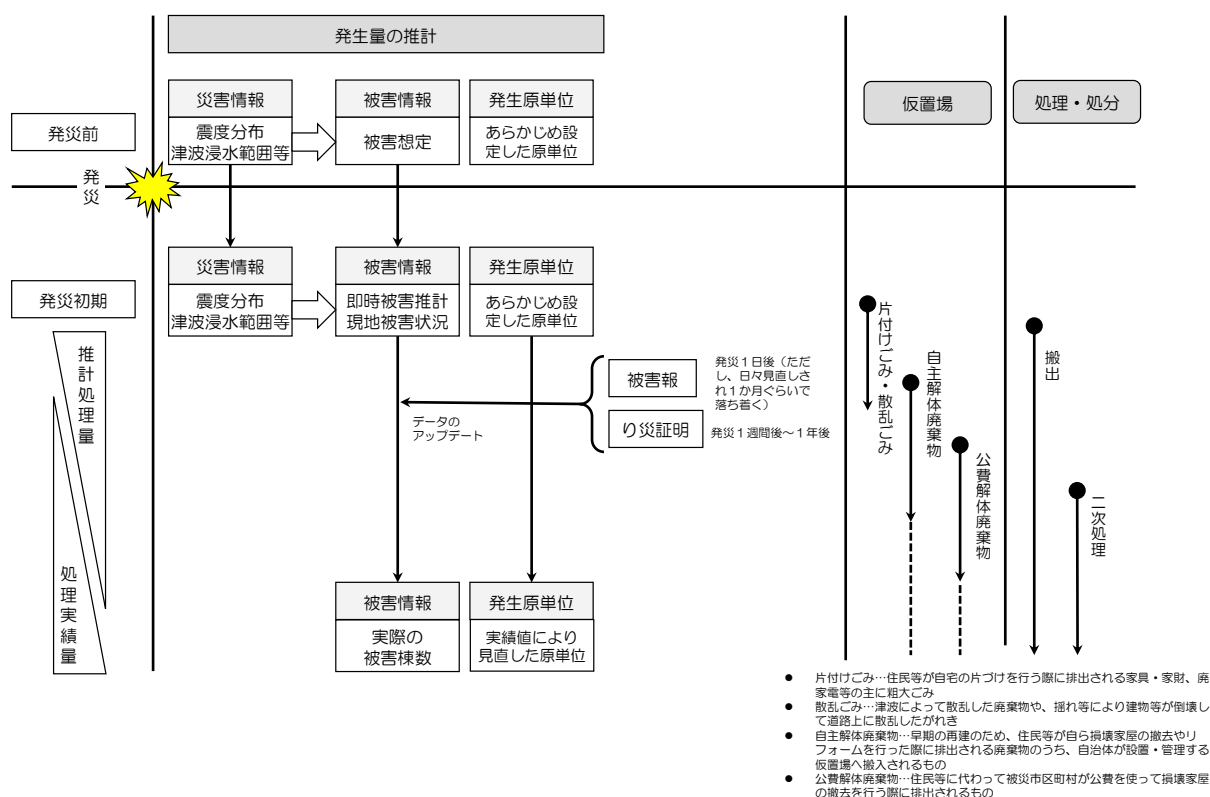 発生量の推計
災害情報
被害情報
発生原単位
仮置場
処理・処分
発災前
震度分布
津波浸水範囲等
被害想定
あらかじめ設
定した原単位
発災
災害情報
被害情報
発生原単位
発災初期
震度分布
津波浸水範囲等
即時被害推計
現地被害状況
あらかじめ設
定した原単位
推計処理量
処理実績量
被害報
発災1日後（ただ
し、日々見直しさ
れ1か月ぐらいで
落ち着く）
データの
アップデート
り災証明
発災1週間後～1年後
片付けごみ・散乱ごみ
自主解体廃棄物
公費解体廃棄物
搬出
二次処理
被害情報
発生原単位
実際の
被害棟数
実績値により
見直した原単位
● 片付けごみ…住民等が自宅の片づけを行う際に排出される家具・家財、廃
家電等の主に粗大ごみ
● 散乱ごみ…津波によって散乱した廃棄物や、揺れ等により建物等が倒壊し
て道路上に散乱したがれき
● 自主解体廃棄物…早期の再建のため、住民等が自ら損壊家屋の撤去やリ
フォームを行った際に排出される廃棄物のうち、自治体が設置・管理する
仮置場へ搬入されるもの
● 公費解体廃棄物…住民等に代わって被災市区町村が公費を使って損壊家屋
の撤去を行う際に排出されるもの